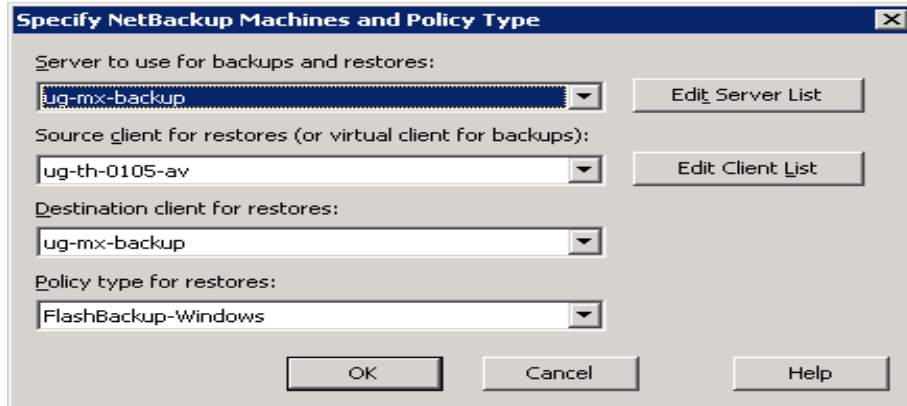 Specify NetBackup Machines and Policy Type
Server to use for backups and restores:
ug-mx-backup
Edit Server List
Source client for restores (or virtual client for backups):
ug-th-0105-av
Edit Client List
Destination client for restores:
ug-mx-backup
Policy type for restores:
FlashBackup-Windows
OK
Cancel
Help